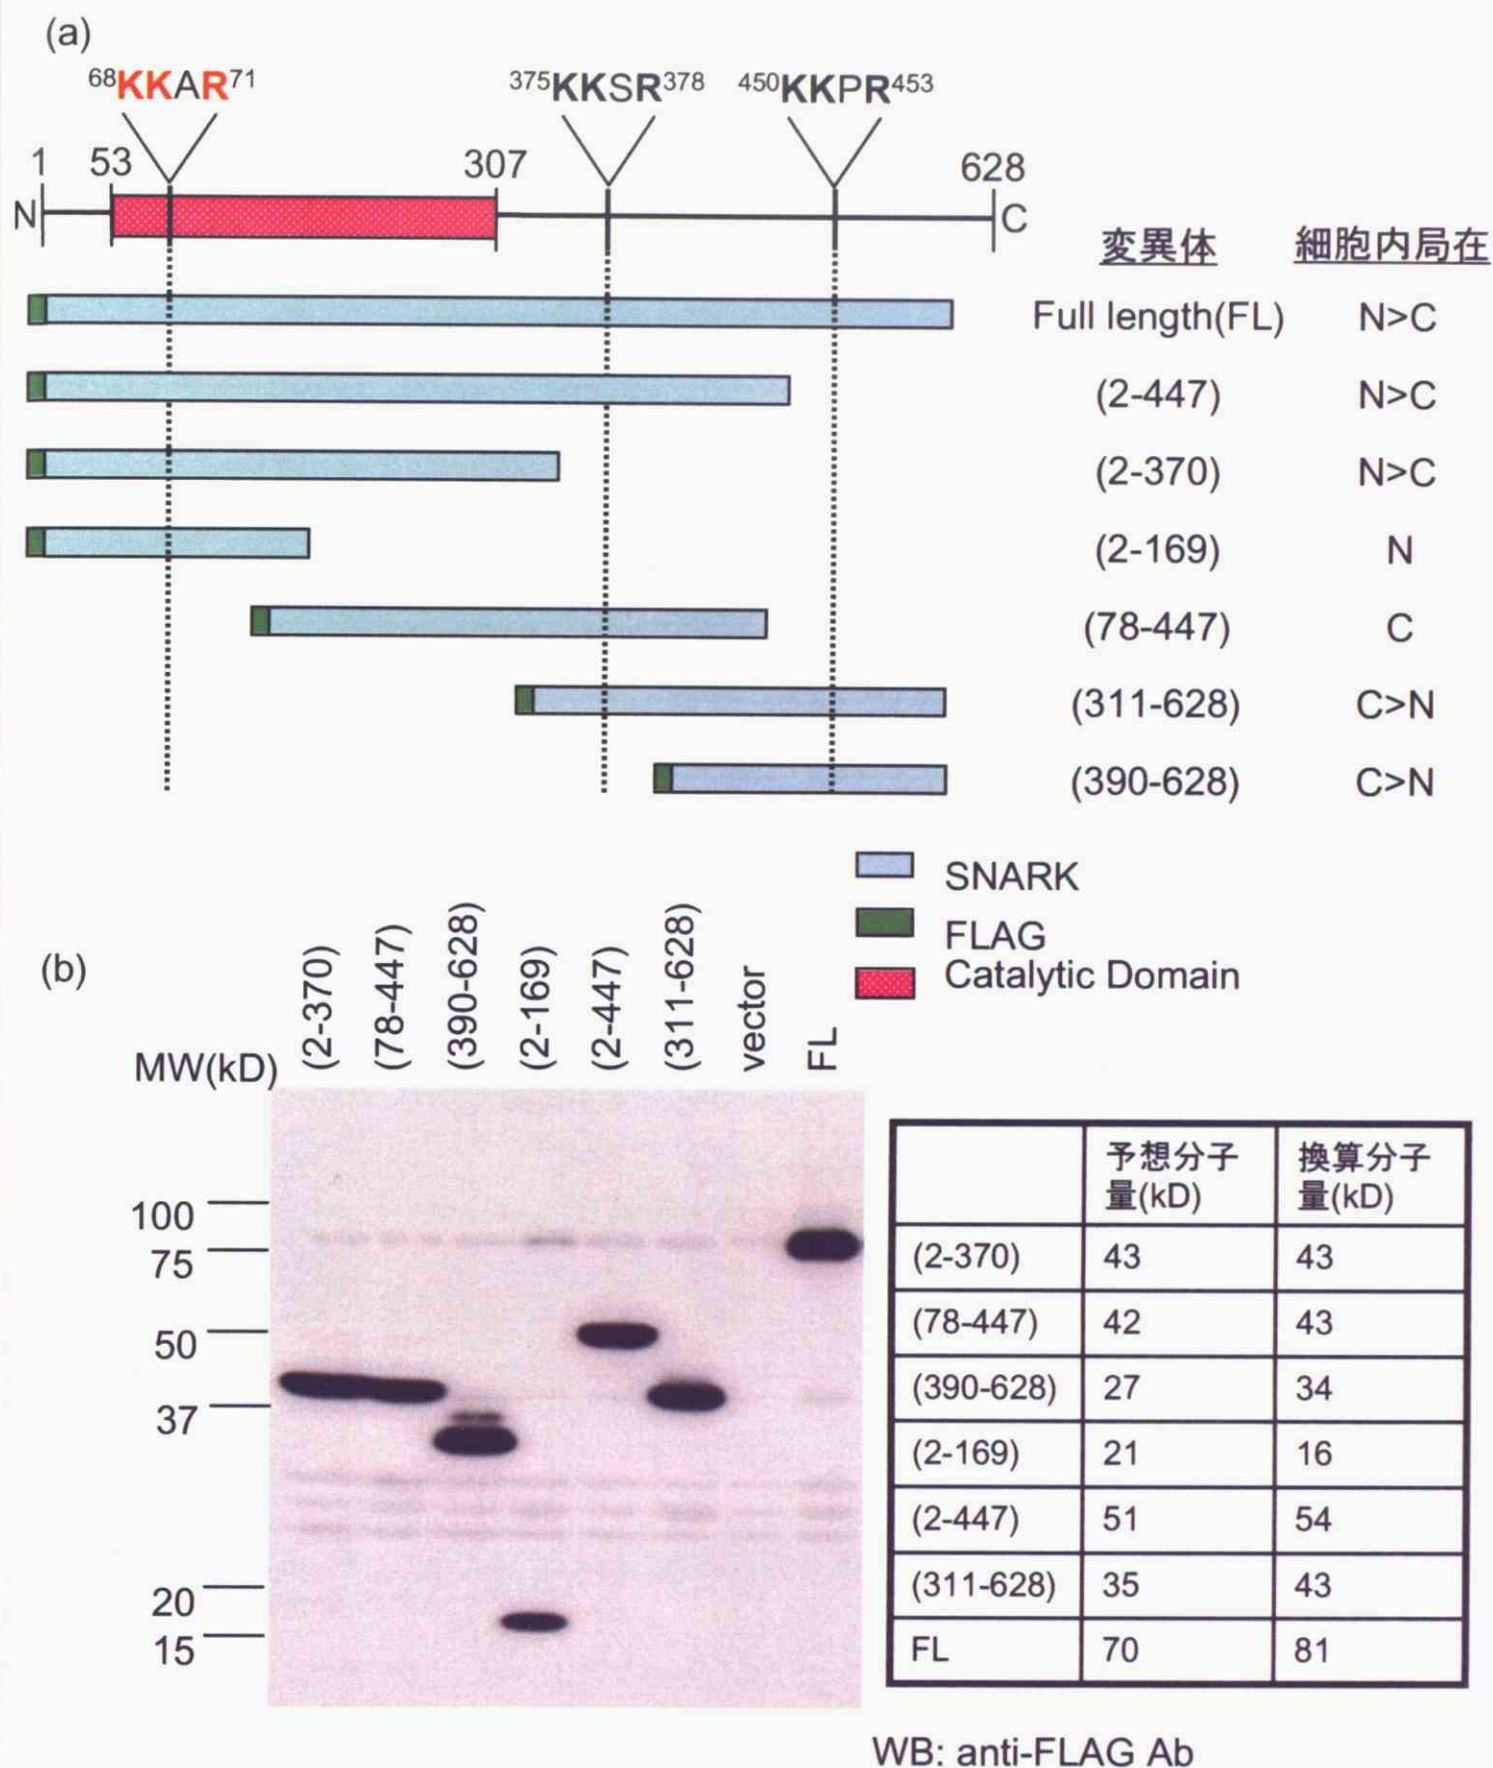 (a)
⁶⁸KKAR⁷¹
³⁷⁵KKSR³⁷⁸ ⁴⁵⁰KKPR⁴⁵³
1 53 307 628
N C
変異体 細胞内局在
Full length(FL) N>C
(2-447) N>C
(2-370) N>C
(2-169) N
(78-447) C
(311-628) C>N
(390-628) C>N
SNARK
FLAG
Catalytic Domain
(b)
MW(kD)
(2-370)
(78-447)
(390-628)
(2-169)
(2-447)
(311-628)
vector
FL
100
75
50
37
20
15
予想分子 換算分子
量(kD) 量(kD)
(2-370) 43 43
(78-447) 42 43
(390-628) 27 34
(2-169) 21 16
(2-447) 51 54
(311-628) 35 43
FL 70 81
WB: anti-FLAG Ab